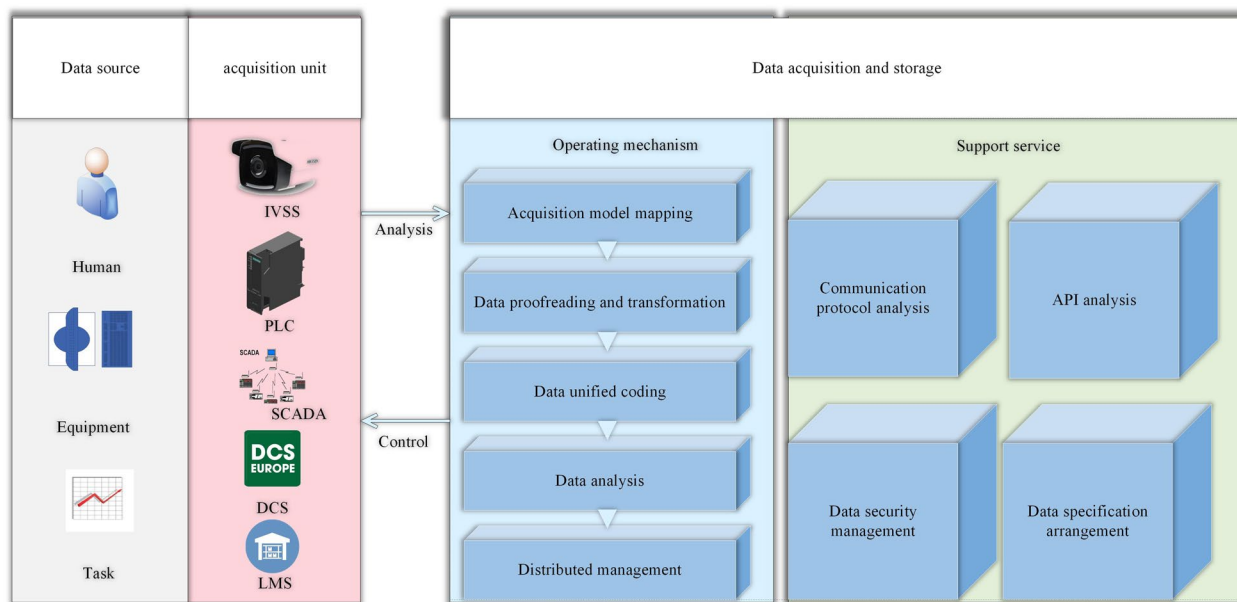 Data source
acquisition unit
Data acquisition and storage
Human
Equipment
Task
IVSS
PLC
SCADA
SCADA
DCS
EUROPE
DCS
LMS
Analysis
Control
Operating mechanism
Acquisition model mapping
Data proofreading and transformation
Data unified coding
Data analysis
Distributed management
Support service
Communication
protocol analysis
API analysis
Data security
management
Data specification
arrangement